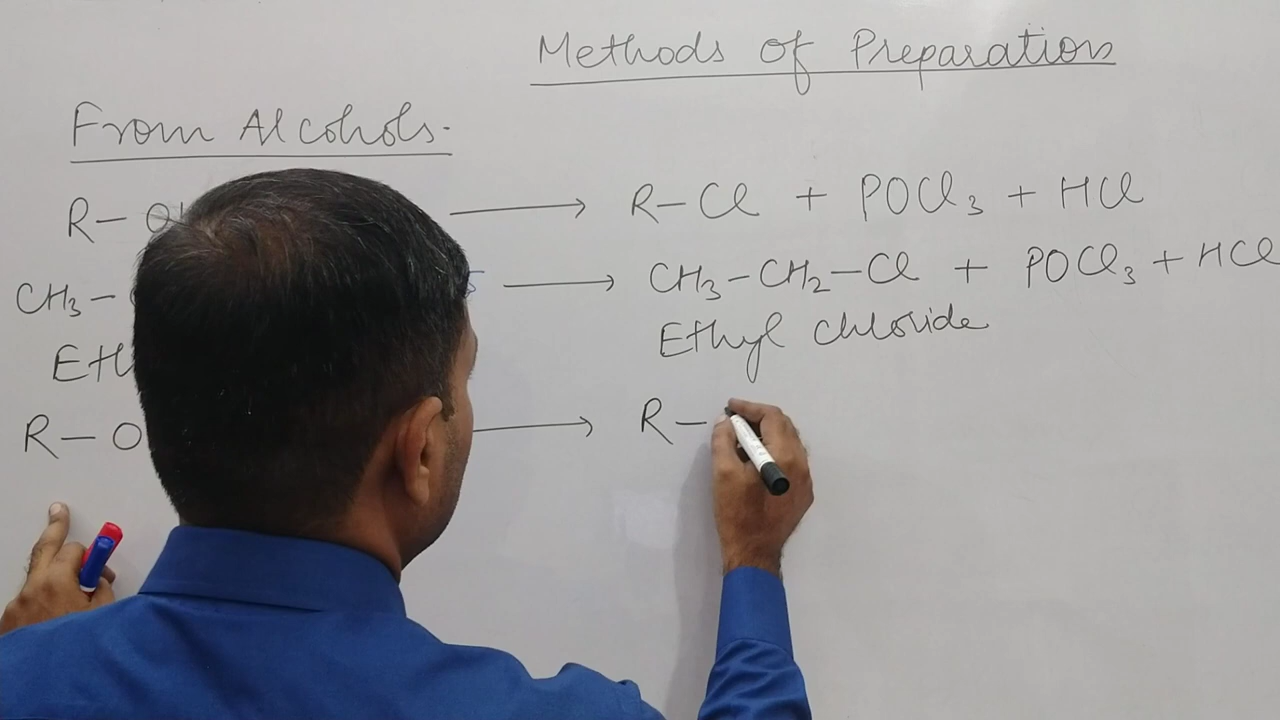 Methods of Preparation
From Alcohols.
R— → R—Cl + POCl₃ + HCl
CH₃— → CH₃—CH₂—Cl + POCl₃ + HCl
Ethyl chloride
R—O → R—